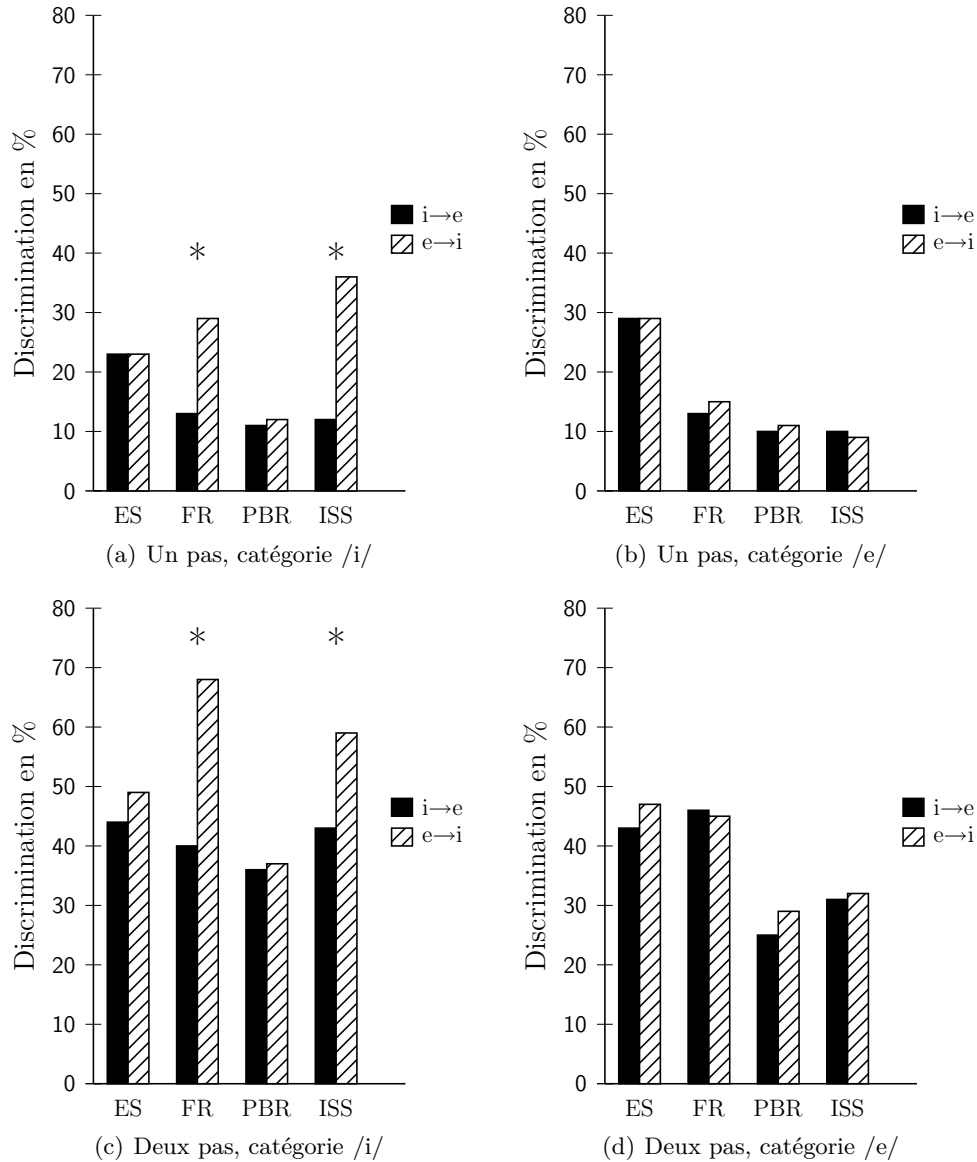 80
70
60
50
40
30
20
10
0
Discrimination en %
i→e
e→i
*
*
ES FR PBR ISS
(a) Un pas, catégorie /i/
80
70
60
50
40
30
20
10
0
Discrimination en %
i→e
e→i
ES FR PBR ISS
(b) Un pas, catégorie /e/
80
70
60
50
40
30
20
10
0
Discrimination en %
*
*
i→e
e→i
ES FR PBR ISS
(c) Deux pas, catégorie /i/
80
70
60
50
40
30
20
10
0
Discrimination en %
i→e
e→i
ES FR PBR ISS
(d) Deux pas, catégorie /e/